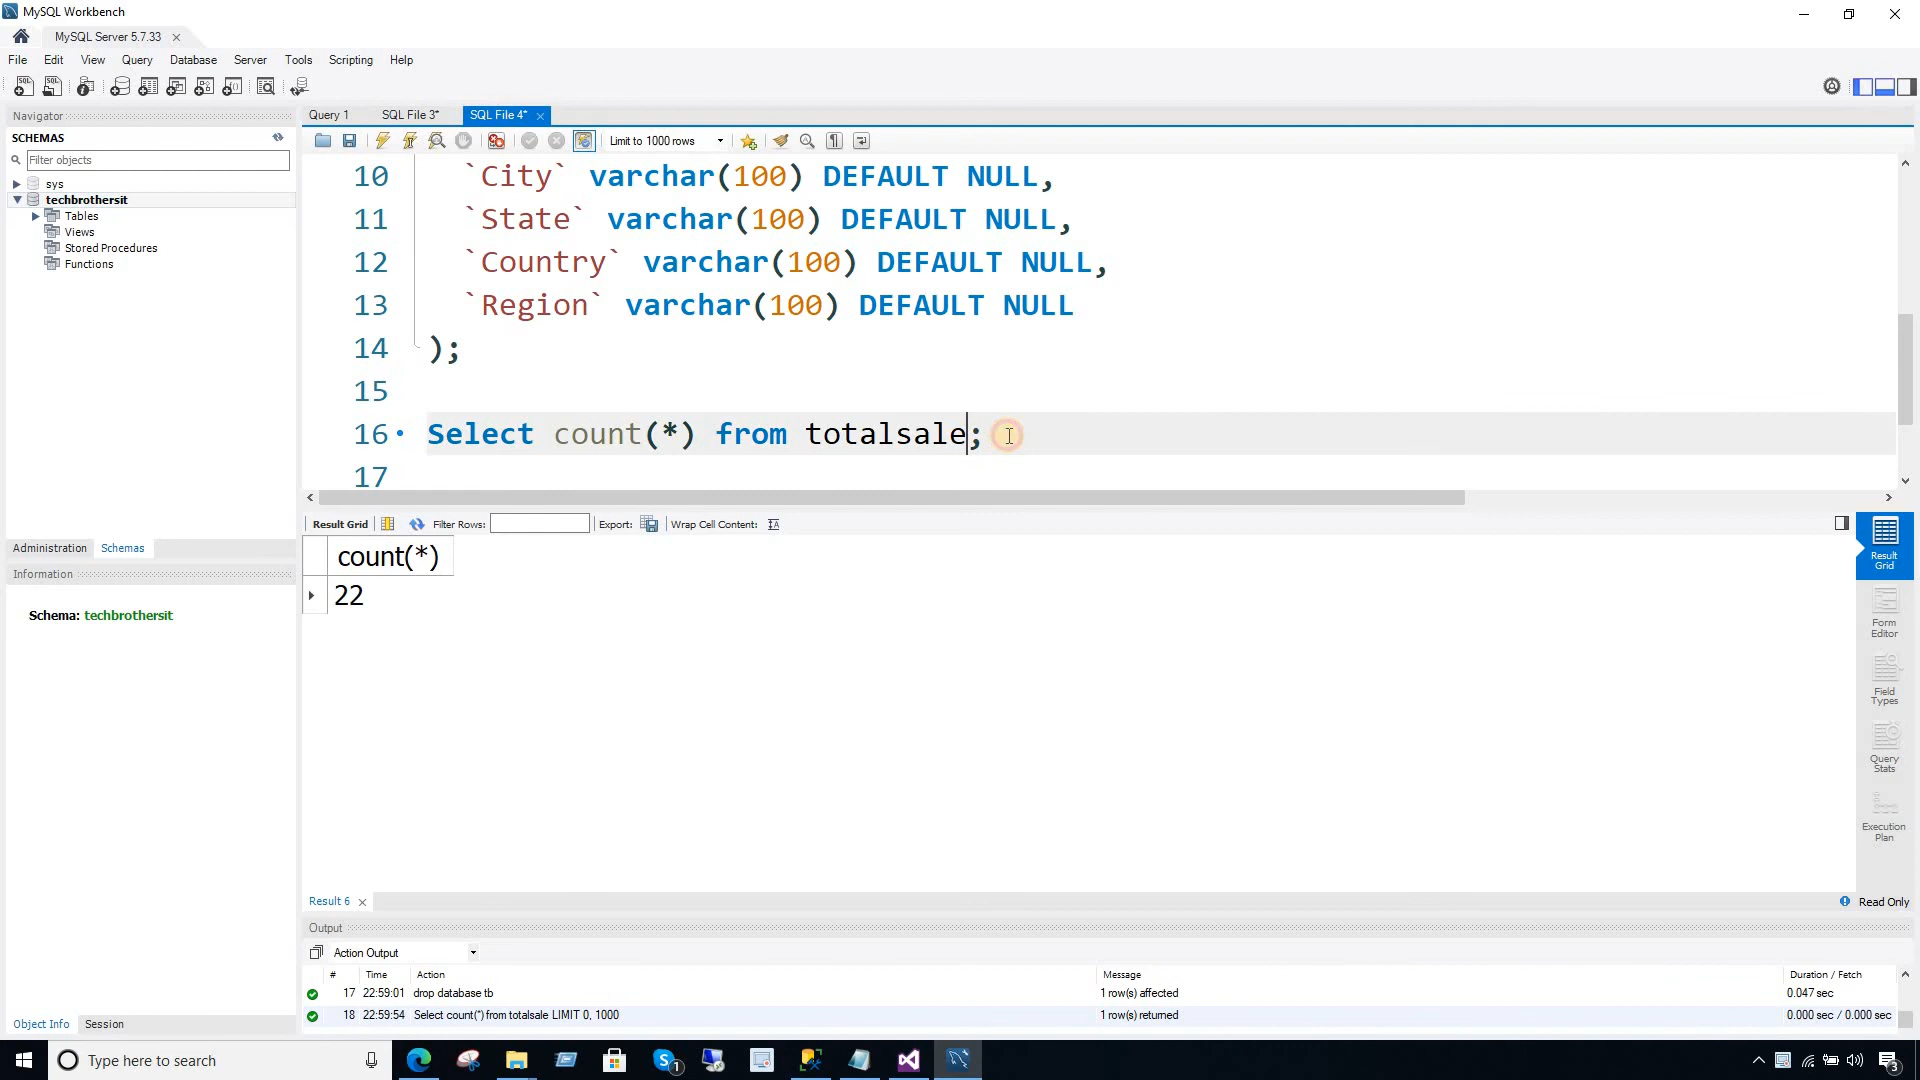 MySQL Workbench
MySQL Server 5.7.33
File Edit View Query Database Server Tools Scripting Help
Navigator
SCHEMAS
Filter objects
sys
techbrothersit
Tables
Views
Stored Procedures
Functions
Administration Schemas
Information
Schema: techbrothersit
Object Info Session
Query 1 SQL File 3* SQL File 4*
Limit to 1000 rows
10 `City` varchar(100) DEFAULT NULL,
11 `State` varchar(100) DEFAULT NULL,
12 `Country` varchar(100) DEFAULT NULL,
13 `Region` varchar(100) DEFAULT NULL
14 );
15
16 Select count(*) from totalsale;
17
Result Grid Filter Rows: Export: Wrap Cell Content:
count(*)
22
Result Grid
Form Editor
Field Types
Query Stats
Execution Plan
Result 6
Read Only
Output
Action Output
# Time Action Message Duration / Fetch
17 22:59:01 drop database tb 1 row(s) affected 0.047 sec
18 22:59:54 Select count(*) from totalsale LIMIT 0, 1000 1 row(s) returned 0.000 sec / 0.000 sec
Type here to search
1
3